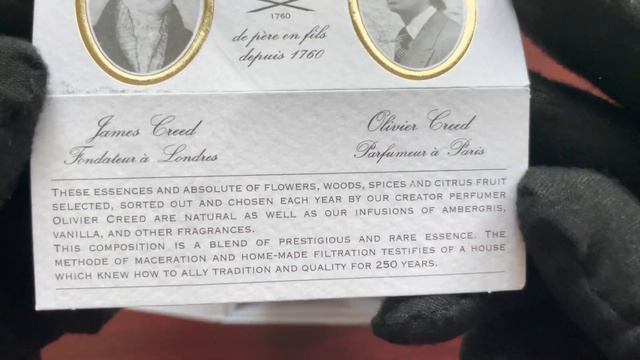 1760
de père en fils
depuis 1760
James Creed
Fondateur à Londres
Olivier Creed
Parfumeur à Paris
THESE ESSENCES AND ABSOLUTE OF FLOWERS, WOODS, SPICES AND CITRUS FRUIT
SELECTED, SORTED OUT AND CHOSEN EACH YEAR BY OUR CREATOR PERFUMER
OLIVIER CREED ARE NATURAL AS WELL AS OUR INFUSIONS OF AMBERGRIS,
VANILLA, AND OTHER FRAGRANCES.
THIS COMPOSITION IS A BLEND OF PRESTIGIOUS AND RARE ESSENCE. THE
METHODE OF MACERATION AND HOME-MADE FILTRATION TESTIFIES OF A HOUSE
WHICH KNEW HOW TO ALLY TRADITION AND QUALITY FOR 250 YEARS.